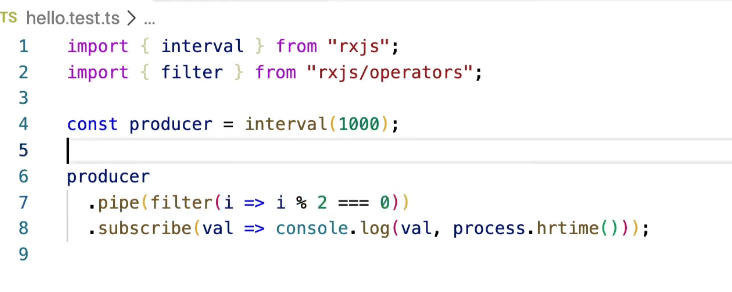 TS hello.test.ts > ...
1 import { interval } from "rxjs";
2 import { filter } from "rxjs/operators";
3
4 const producer = interval(1000);
5
6 producer
7 .pipe(filter(i => i % 2 === 0))
8 .subscribe(val => console.log(val, process.hrtime()));
9